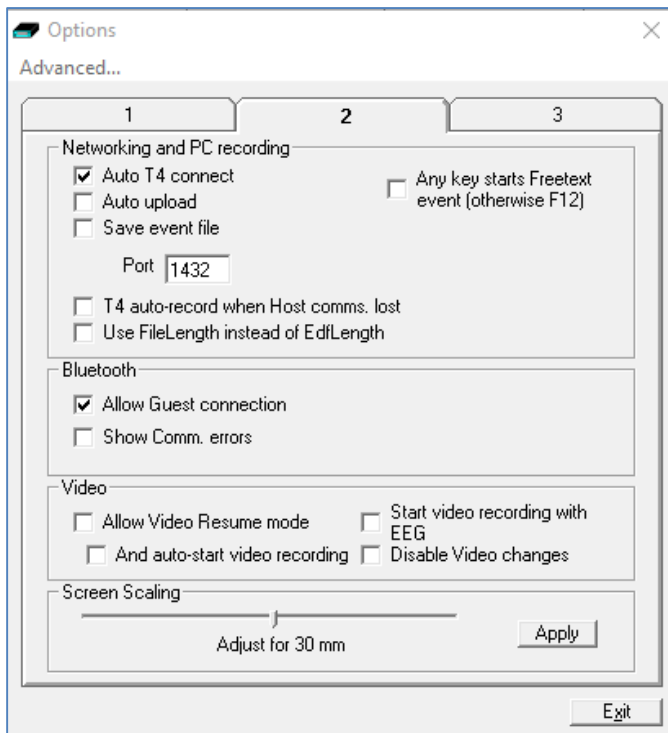 Options
Advanced...
1 2 3
Networking and PC recording
Auto T4 connect
Any key starts Freetext
event (otherwise F12)
Auto upload
Save event file
Port 1432
T4 auto-record when Host comms. lost
Use FileLength instead of EdfLength
Bluetooth
Allow Guest connection
Show Comm. errors
Video
Allow Video Resume mode
Start video recording with
EEG
And auto-start video recording
Disable Video changes
Screen Scaling
Adjust for 30 mm
Apply
Exit